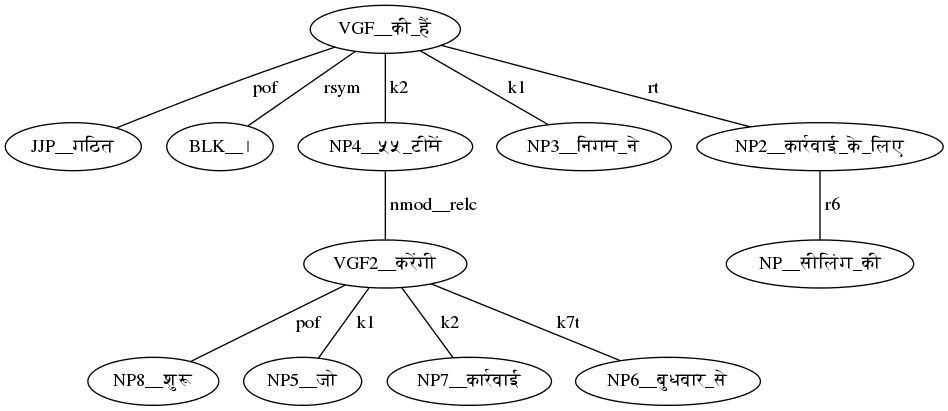 VGF__की_हैं
pof rsym k2 k1 rt
JJP__गठित BLK__। NP4__५५_टीमें NP3__निगम_ने NP2__कार्रवाई_के_लिए
nmod__relc r6
VGF2__करेंगी NP__सीलिंग_की
pof k1 k2 k7t
NP8__शुरू NP5__जो NP7__कार्रवाई NP6__बुधवार_से